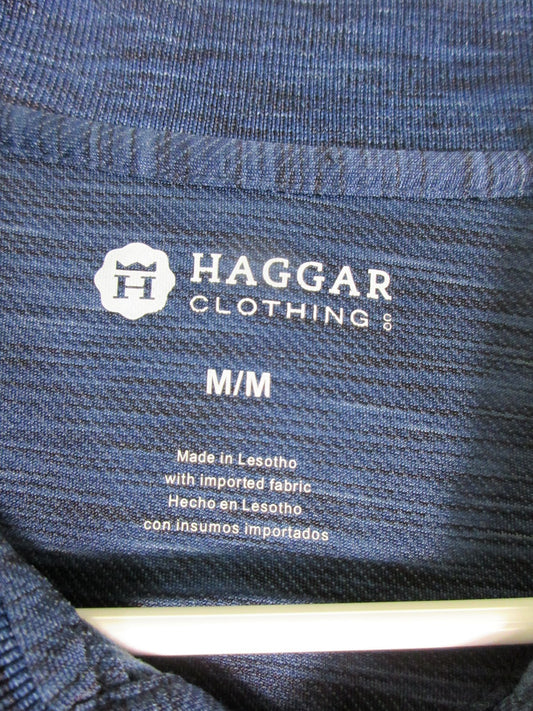 H HAGGAR
CLOTHING CO
M/M
Made in Lesotho
with imported fabric
Hecho en Lesotho
con insumos importados